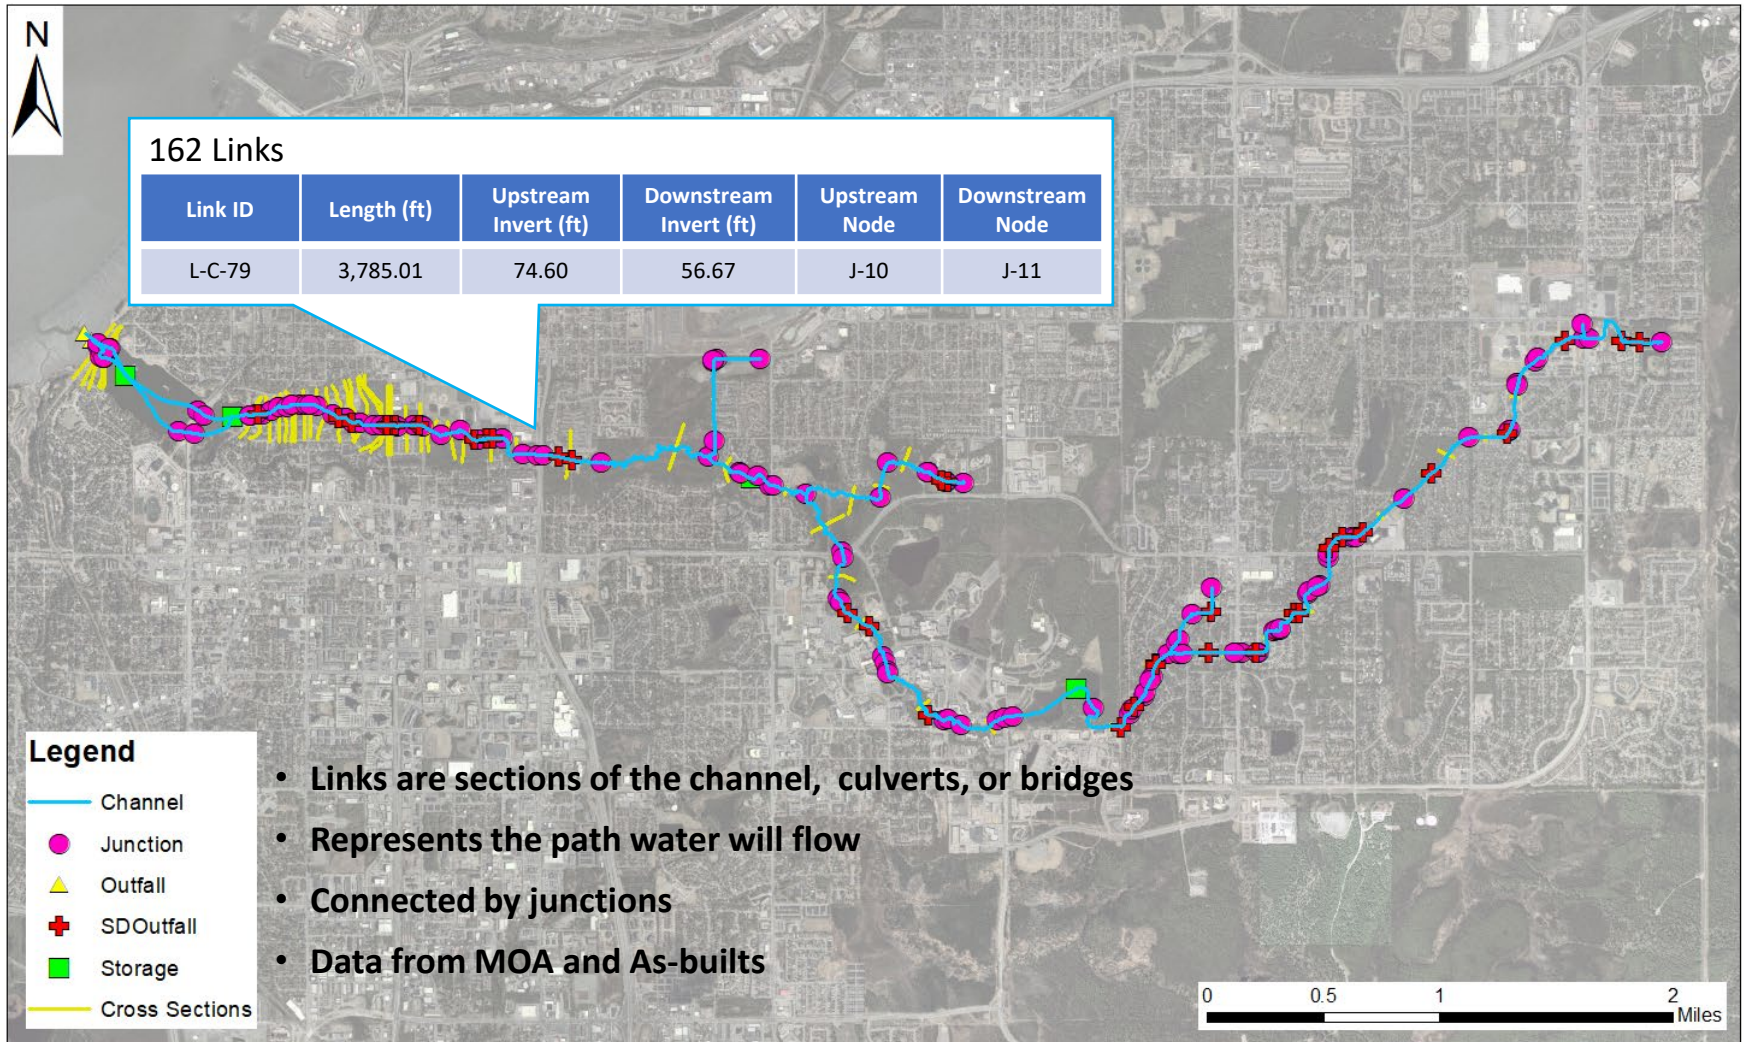 N
162 Links
Link ID Length (ft) Upstream Invert (ft) Downstream Invert (ft) Upstream Node Downstream Node
L-C-79 3,785.01 74.60 56.67 J-10 J-11
Legend
Channel
Junction
Outfall
SDOutfall
Storage
Cross Sections
• Links are sections of the channel, culverts, or bridges
• Represents the path water will flow
• Connected by junctions
• Data from MOA and As-builts
0 0.5 1 2
Miles